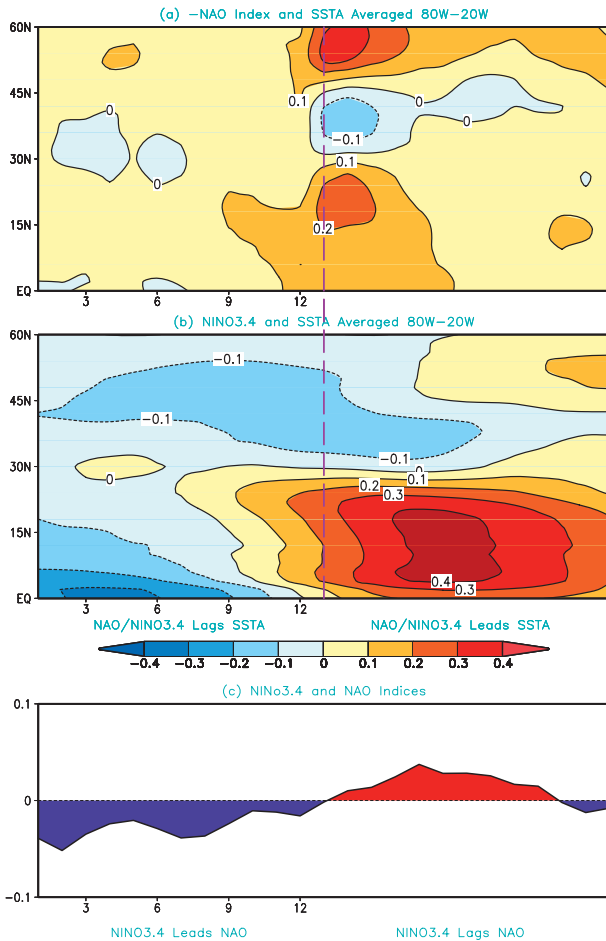 (a) -NAO Index and SSTA Averaged 80W-20W
60N
45N
30N
15N
EQ
0
0
0.1
0
0
-0.1
0.1
0.2
3
6
9
12
(b) NINO3.4 and SSTA Averaged 80W-20W
60N
45N
30N
15N
EQ
-0.1
-0.1
-0.1
0
0
0.1
0.2
0.3
0.4
0.3
3
6
9
12
NAO/NINO3.4 Lags SSTA
NAO/NINO3.4 Leads SSTA
-0.4 -0.3 -0.2 -0.1 0 0.1 0.2 0.3 0.4
(c) NINo3.4 and NAO Indices
0.1
0
-0.1
3 6 9 12
NINO3.4 Leads NAO
NINO3.4 Lags NAO